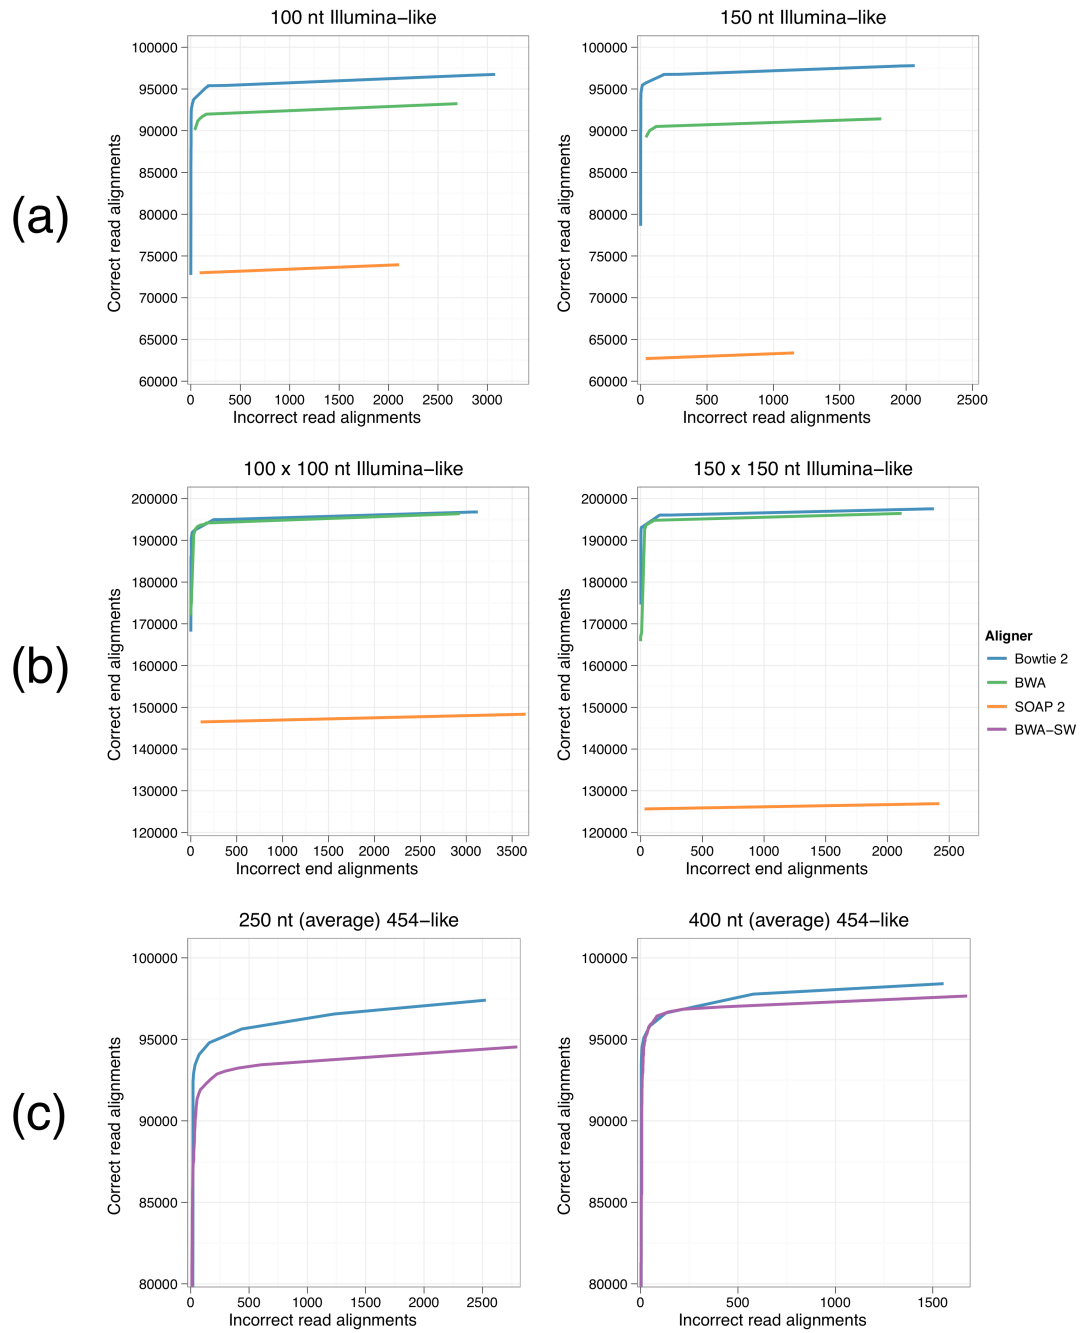 (a)
100 nt Illumina−like
Correct read alignments
100000
95000
90000
85000
80000
75000
70000
65000
60000
0 500 1000 1500 2000 2500 3000
Incorrect read alignments
150 nt Illumina−like
Correct read alignments
100000
95000
90000
85000
80000
75000
70000
65000
60000
0 500 1000 1500 2000 2500
Incorrect read alignments
(b)
100 x 100 nt Illumina−like
Correct end alignments
200000
190000
180000
170000
160000
150000
140000
130000
120000
0 500 1000 1500 2000 2500 3000 3500
Incorrect end alignments
150 x 150 nt Illumina−like
Correct end alignments
200000
190000
180000
170000
160000
150000
140000
130000
120000
0 500 1000 1500 2000 2500
Incorrect end alignments
Aligner
Bowtie 2
BWA
SOAP 2
BWA−SW
(c)
250 nt (average) 454−like
Correct read alignments
100000
95000
90000
85000
80000
0 500 1000 1500 2000 2500
Incorrect read alignments
400 nt (average) 454−like
Correct read alignments
100000
95000
90000
85000
80000
0 500 1000 1500
Incorrect read alignments